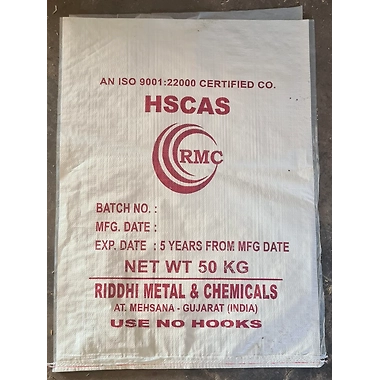 AN ISO 9001:22000 CERTIFIED CO.
HSCAS
RMC
BATCH NO. :
MFG. DATE :
EXP. DATE : 5 YEARS FROM MFG DATE
NET WT 50 KG
RIDDHI METAL & CHEMICALS
AT. MEHSANA - GUJARAT (INDIA)
USE NO HOOKS